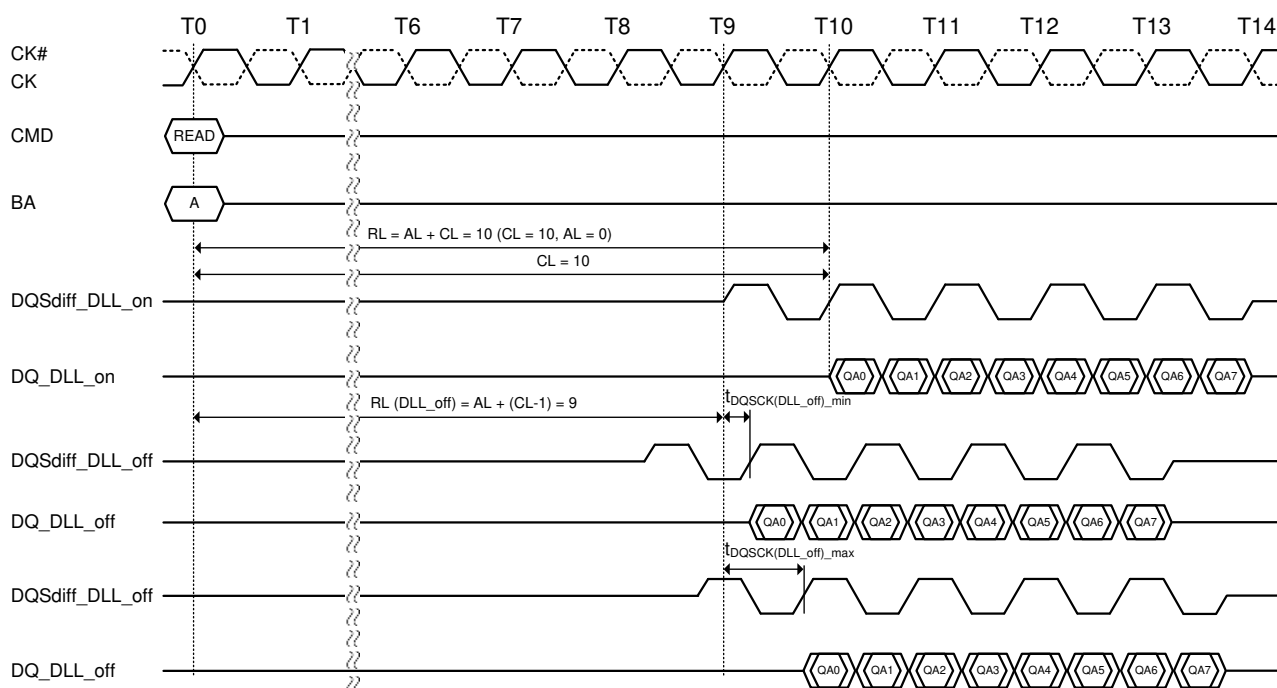 T0 T1 T6 T7 T8 T9 T10 T11 T12 T13 T14
CK#
CK
CMD READ
BA A
RL = AL + CL = 10 (CL = 10, AL = 0)
CL = 10
DQSdiff_DLL_on
DQ_DLL_on QA0 QA1 QA2 QA3 QA4 QA5 QA6 QA7
RL (DLL_off) = AL + (CL-1) = 9 tDQSCK(DLL_off)_min
DQSdiff_DLL_off
DQ_DLL_off QA0 QA1 QA2 QA3 QA4 QA5 QA6 QA7
tDQSCK(DLL_off)_max
DQSdiff_DLL_off
DQ_DLL_off QA0 QA1 QA2 QA3 QA4 QA5 QA6 QA7